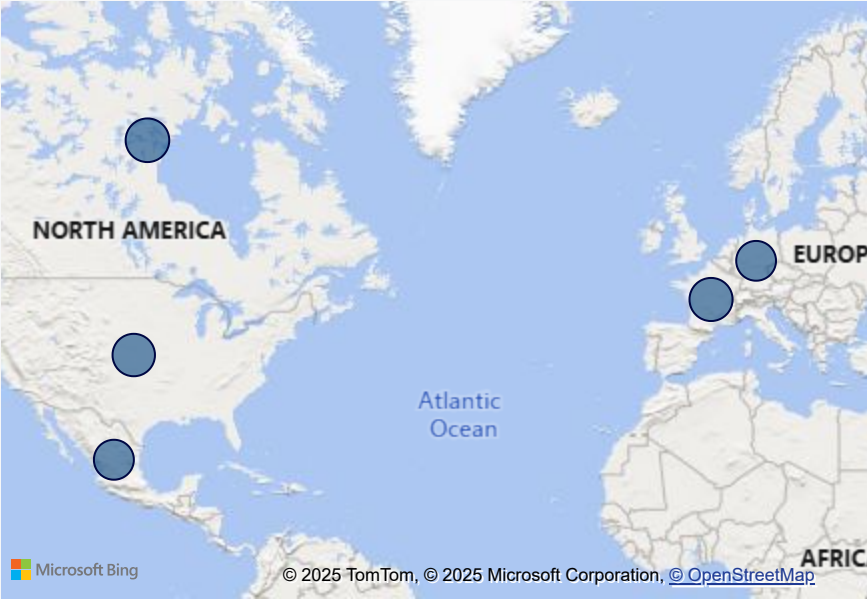 NORTH AMERICA
EUROP
Atlantic
Ocean
AFRIC
Microsoft Bing
© 2025 TomTom, © 2025 Microsoft Corporation, © OpenStreetMap